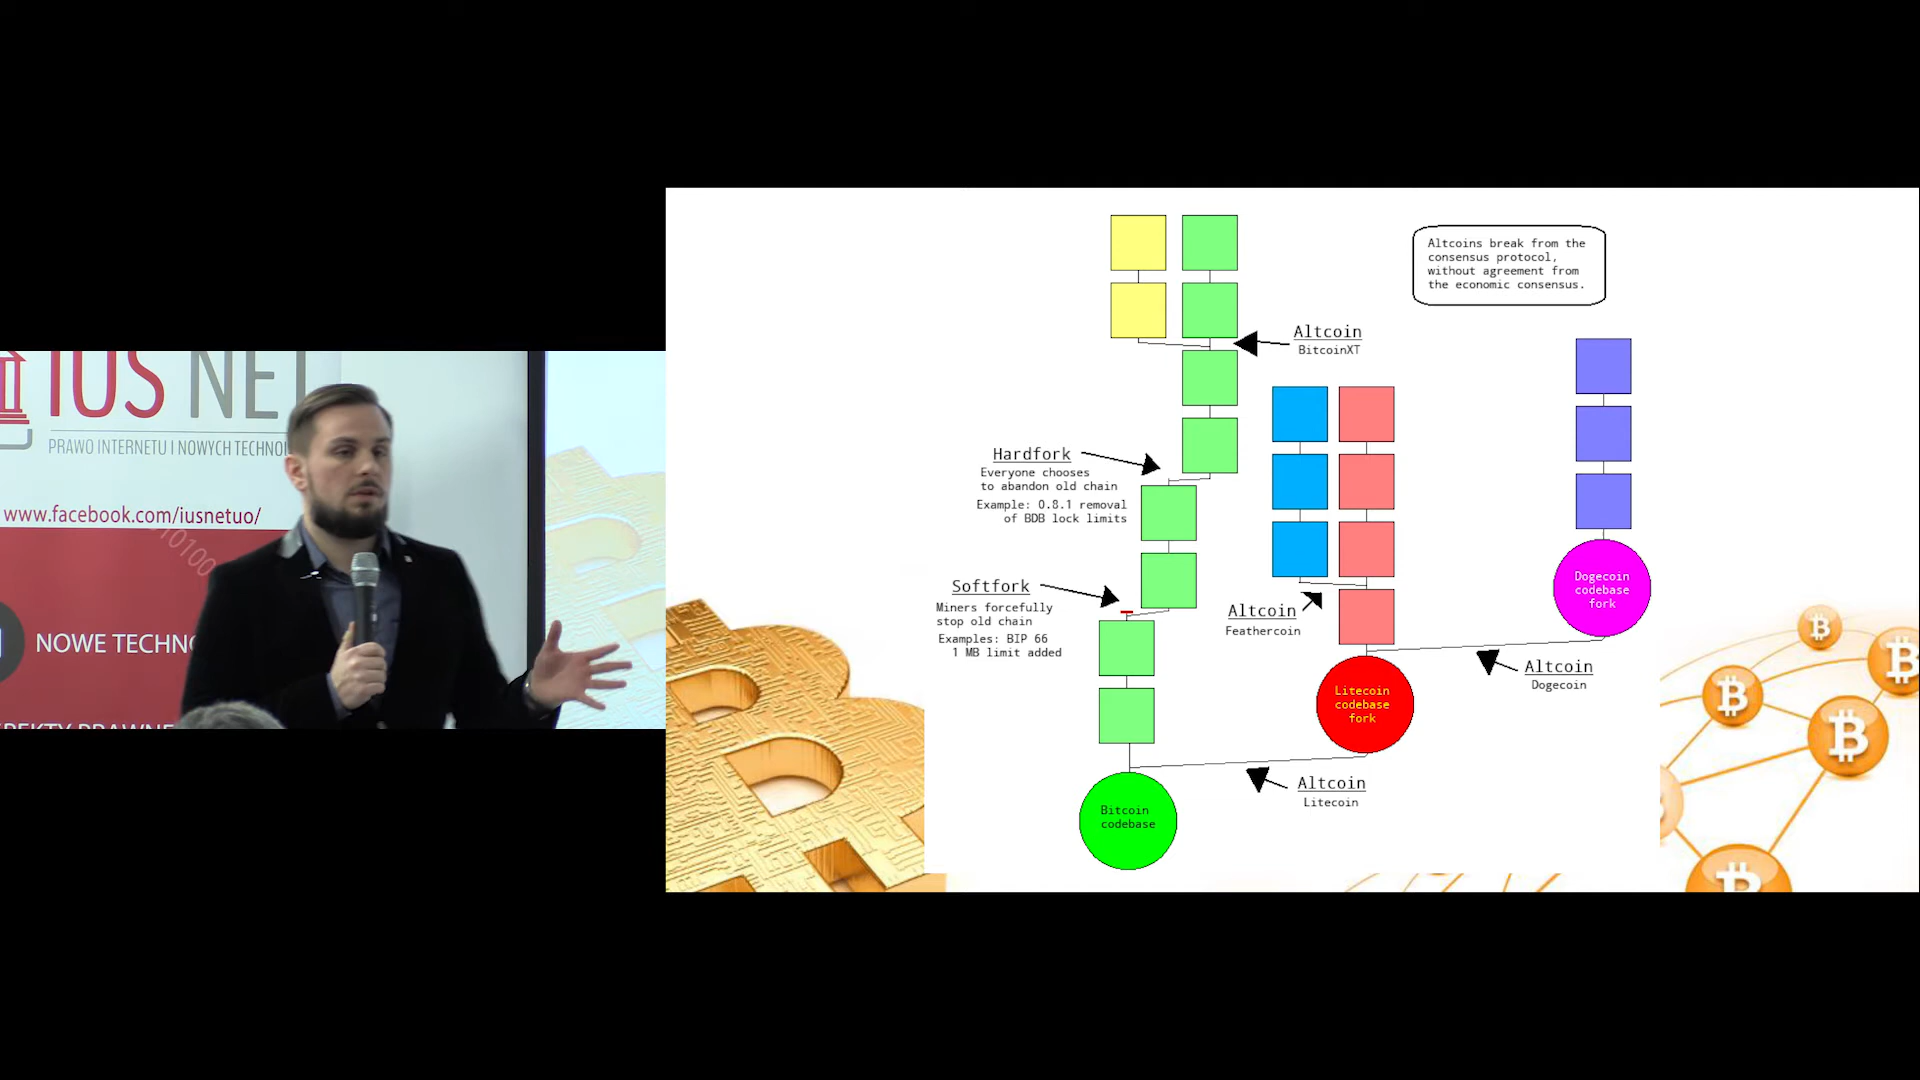 IUS NET
PRAWO INTERNETU I NOWYCH
www.facebook.com/iusnetuo/
10100
NOWE
PRAWNE
Altcoins break from the
consensus protocol,
without agreement from
the economic consensus.
Altcoin
BitcoinXT
Hardfork
Everyone chooses
to abandon old chain
Example: 0.8.1 removal
of BDB lock limits
Softfork
Miners forcefully
stop old chain
Examples: BIP 66
1 MB limit added
Altcoin
Feathercoin
Dogecoin
codebase
fork
Altcoin
Dogecoin
Litecoin
codebase
fork
Altcoin
Litecoin
Bitcoin
codebase